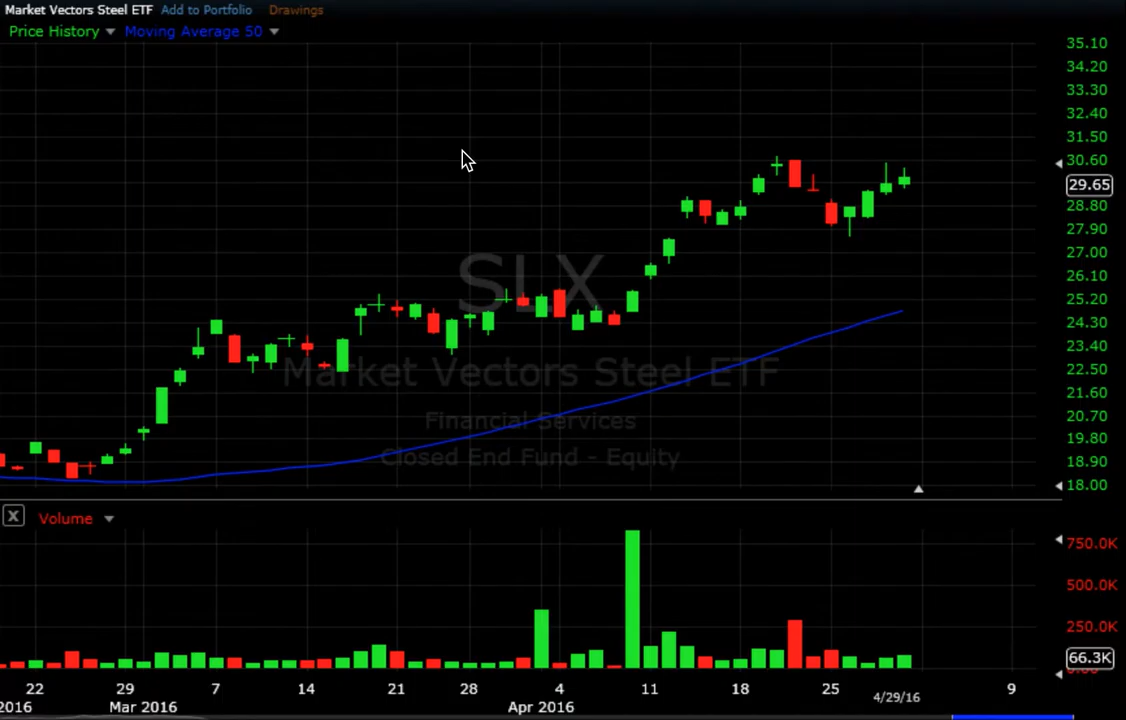 Market Vectors Steel ETF Add to Portfolio Drawings
Price History Moving Average 50
35.10
34.20
33.30
32.40
31.50
30.60
29.65
28.80
27.90
27.00
26.10
25.20
24.30
23.40
22.50
21.60
20.70
19.80
18.90
18.00
SLX
Market Vectors Steel ETF
Financial Services
Closed End Fund - Equity
X Volume
750.0K
500.0K
250.0K
66.3K
22 29 7 14 21 28 4 11 18 25 4/29/16 9
2016 Mar 2016 Apr 2016